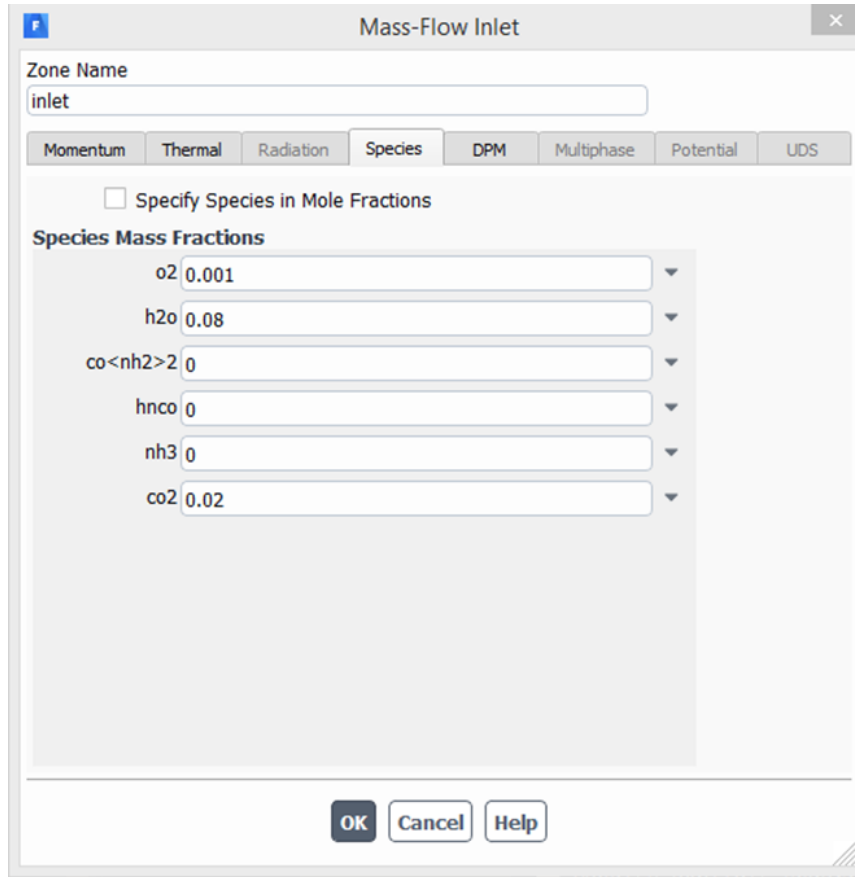 F Mass-Flow Inlet ×
Zone Name
inlet
Momentum Thermal Radiation Species DPM Multiphase Potential UDS
Specify Species in Mole Fractions
Species Mass Fractions
o2 0.001
h2o 0.08
co<nh2>2 0
hnco 0
nh3 0
co2 0.02
OK Cancel Help